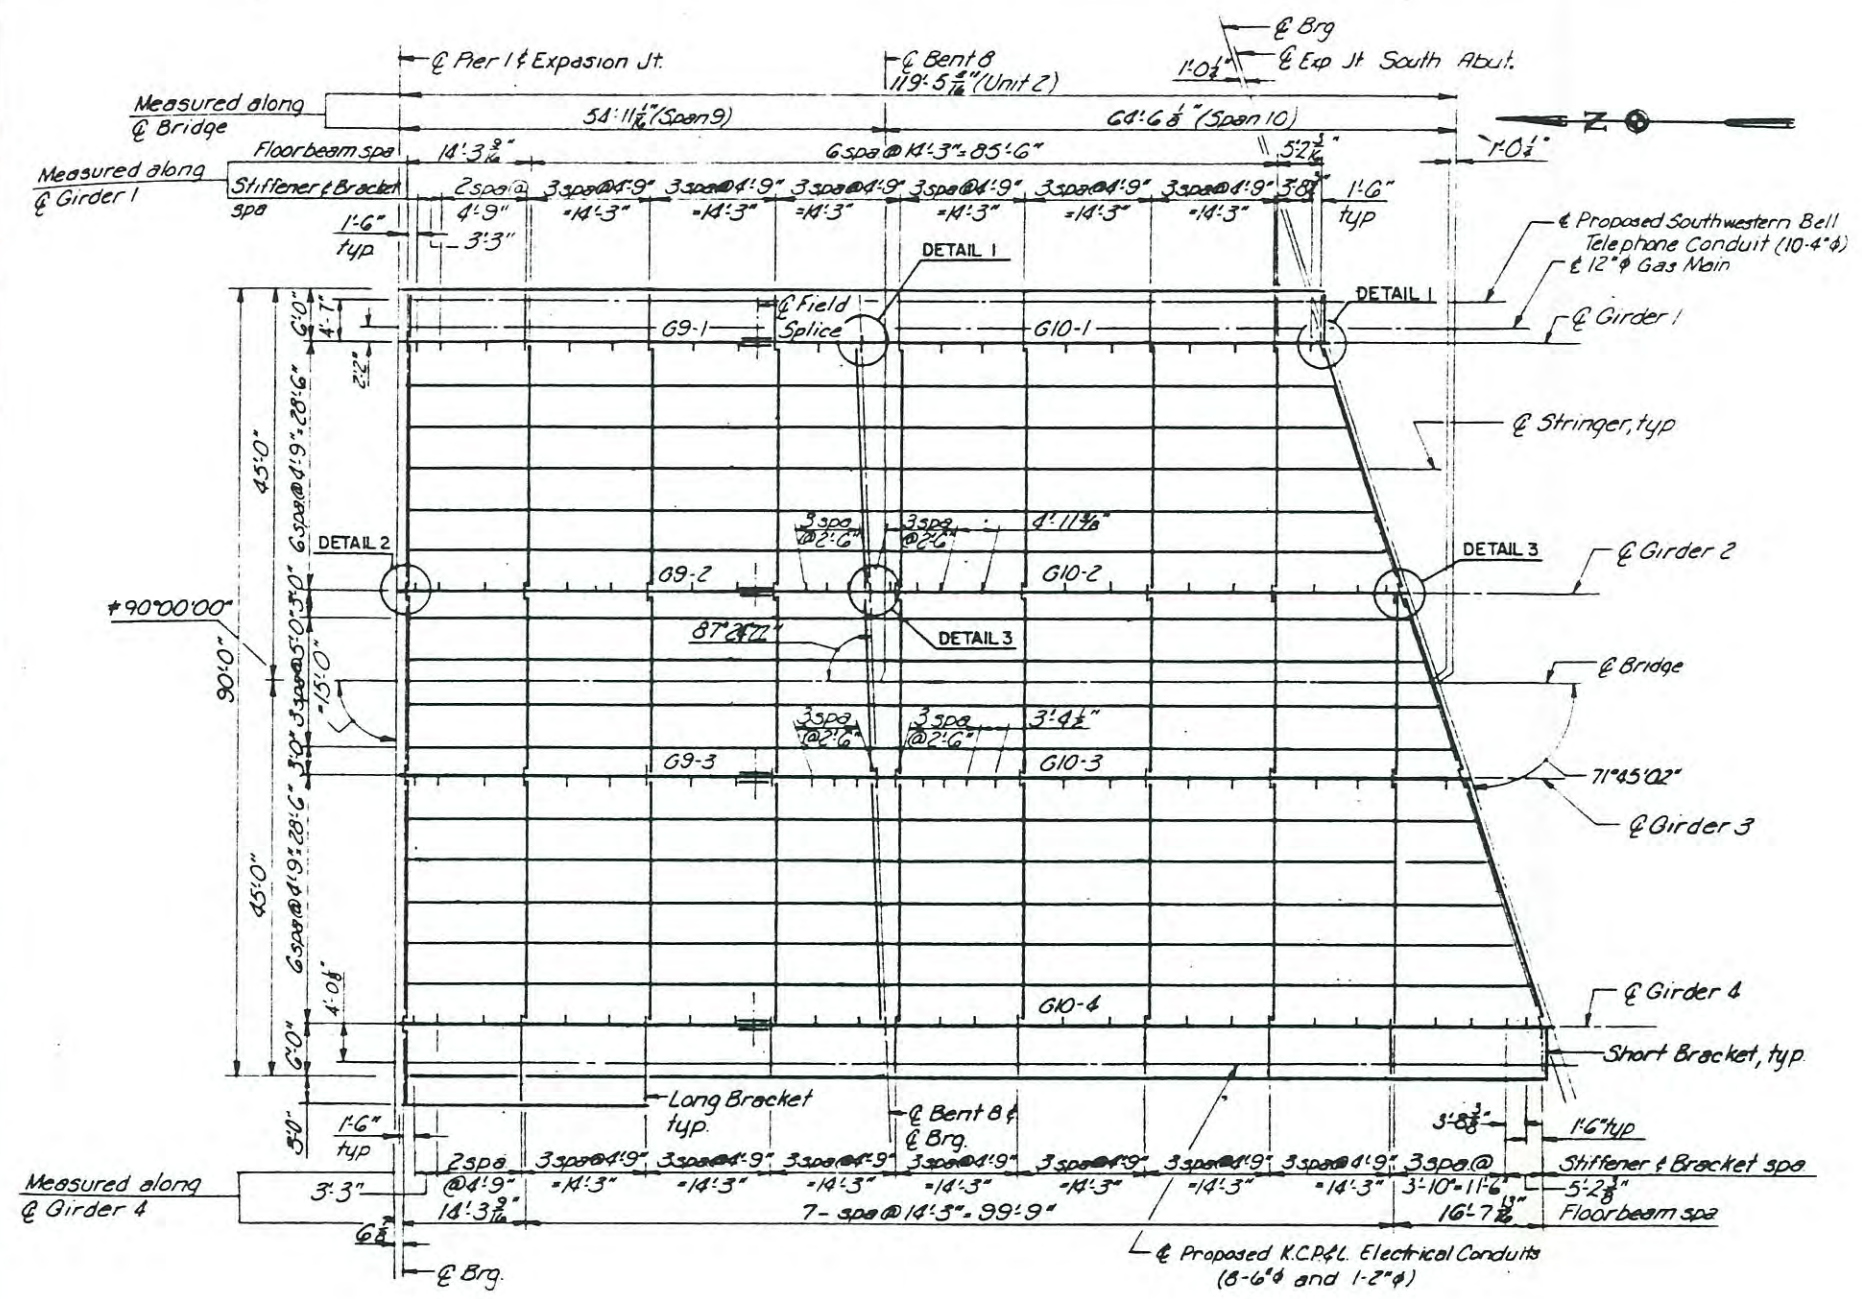 ℄ Brg
℄ Pier 1 & Expasion Jt.
℄ Bent 8
℄ Exp Jt South Abut.
1'-0½"
119'-5 5/16" (Unit 2)
Measured along
℄ Bridge
54'-11 1/16" (Span 9)
64'-6⅛" (Span 10)
N
Floorbeam spa
14'-3 9/16"
6 spa @ 14'-3" = 85'-6"
Measured along
℄ Girder 1
Stiffener & Bracket
spa
2 spa @
4'-9"
3 spa @ 4'-9"
=14'-3"
3 spa @ 4'-9"
=14'-3"
3 spa @ 4'-9"
=14'-3"
3 spa @ 4'-9"
=14'-3"
3 spa @ 4'-9"
=14'-3"
3 spa @ 4'-9"
=14'-3"
1'-6"
typ
1'-6"
typ
3'-3"
℄ Proposed Southwestern Bell
Telephone Conduit (10-4"ϕ)
℄ 12"ϕ Gas Main
DETAIL 1
DETAIL 1
℄ Field
Splice
G9-1
G10-1
℄ Girder 1
6'-0"
2'-2"
45'-0"
6 spa @ 4'-9" = 28'-6"
℄ Stringer, typ
3 spa
@ 2'-6"
3 spa
@ 2'-6"
DETAIL 2
DETAIL 3
G9-2
G10-2
℄ Girder 2
90°00'00"
90'-0"
3'-0"
3 spa @ 5'-0"
=15'-0"
3'-0"
DETAIL 3
℄ Bridge
3 spa
@ 2'-6"
3 spa
@ 2'-6"
3'-4½"
G9-3
G10-3
71°45'02"
℄ Girder 3
45'-0"
6 spa @ 4'-9" = 28'-6"
4'-0⅛"
G10-4
℄ Girder 4
6'-0"
Short Bracket, typ.
Long Bracket
typ.
℄ Bent 8 &
℄ Brg.
3'-8⅜"
1'-6" typ
1'-6"
typ
Measured along
℄ Girder 4
3'-3"
2 spa
@ 4'-9"
3 spa @ 4'-9"
=14'-3"
3 spa @ 4'-9"
=14'-3"
3 spa @ 4'-9"
=14'-3"
3 spa @ 4'-9"
=14'-3"
3 spa @ 4'-9"
=14'-3"
3 spa @ 4'-9"
=14'-3"
3 spa @ 4'-9"
=14'-3"
3 spa @
3'-10" = 11'-6"
Stiffener & Bracket spa
5'-2⅜"
14'-3 9/16"
7- spa @ 14'-3" = 99'-9"
16'-7 13/16"
Floorbeam spa
6⅞"
℄ Brg.
℄ Proposed K.C.P.&L. Electrical Conduits
(8-6"ϕ and 1-2"ϕ)